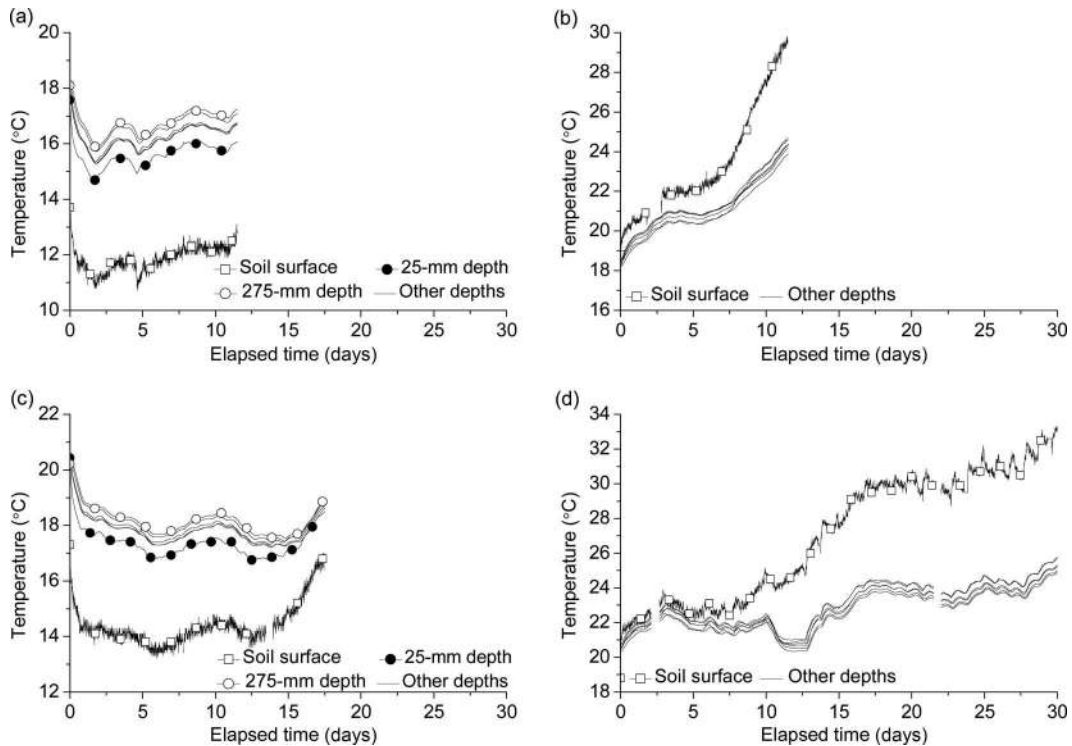 (a)
20
18
16
14
12
10
Temperature (°C)
0 5 10 15 20 25 30
Elapsed time (days)
Soil surface 25-mm depth
275-mm depth Other depths
(b)
30
28
26
24
22
20
18
16
Temperature (°C)
0 5 10 15 20 25 30
Elapsed time (days)
Soil surface Other depths
(c)
22
20
18
16
14
12
Temperature (°C)
0 5 10 15 20 25 30
Elapsed time (days)
Soil surface 25-mm depth
275-mm depth Other depths
(d)
34
32
30
28
26
24
22
20
18
Temperature (°C)
0 5 10 15 20 25 30
Elapsed time (days)
Soil surface Other depths